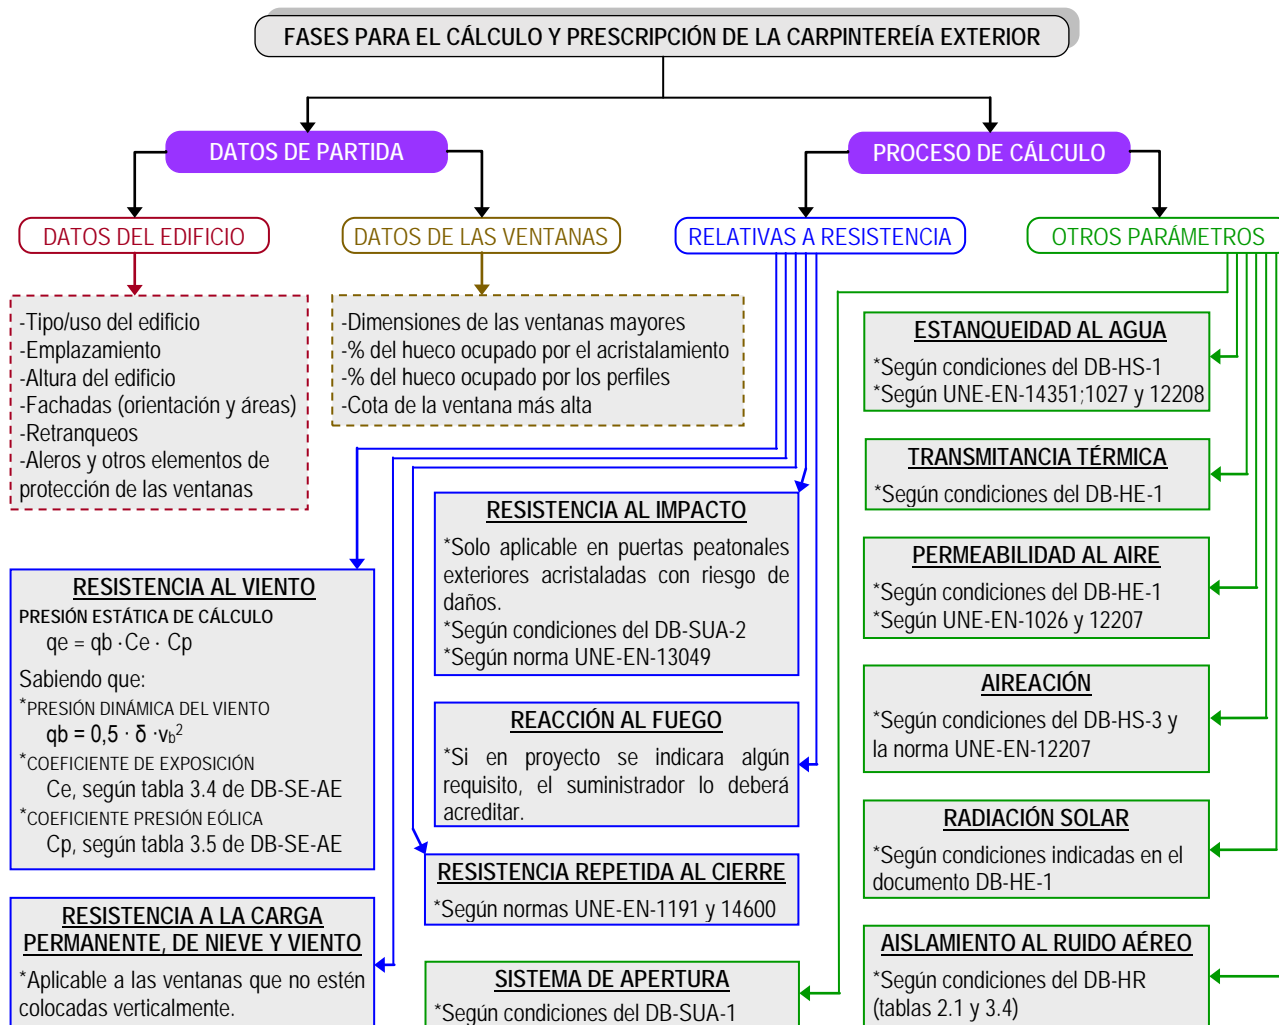 FASES PARA EL CÁLCULO Y PRESCRIPCIÓN DE LA CARPINTEREÍA EXTERIOR
DATOS DE PARTIDA
PROCESO DE CÁLCULO
DATOS DEL EDIFICIO
DATOS DE LAS VENTANAS
RELATIVAS A RESISTENCIA
OTROS PARÁMETROS
-Tipo/uso del edificio
-Emplazamiento
-Altura del edificio
-Fachadas (orientación y áreas)
-Retranqueos
-Aleros y otros elementos de
protección de las ventanas
-Dimensiones de las ventanas mayores
-% del hueco ocupado por el acristalamiento
-% del hueco ocupado por los perfiles
-Cota de la ventana más alta
RESISTENCIA AL VIENTO
PRESIÓN ESTÁTICA DE CÁLCULO
qe = qb · Ce · Cp
Sabiendo que:
*PRESIÓN DINÁMICA DEL VIENTO
qb = 0,5 · δ · vb²
*COEFICIENTE DE EXPOSICIÓN
Ce, según tabla 3.4 de DB-SE-AE
*COEFICIENTE PRESIÓN EÓLICA
Cp, según tabla 3.5 de DB-SE-AE
RESISTENCIA A LA CARGA
PERMANENTE, DE NIEVE Y VIENTO
*Aplicable a las ventanas que no estén
colocadas verticalmente.
RESISTENCIA AL IMPACTO
*Solo aplicable en puertas peatonales
exteriores acristaladas con riesgo de
daños.
*Según condiciones del DB-SUA-2
*Según norma UNE-EN-13049
REACCIÓN AL FUEGO
*Si en proyecto se indicara algún
requisito, el suministrador lo deberá
acreditar.
RESISTENCIA REPETIDA AL CIERRE
*Según normas UNE-EN-1191 y 14600
SISTEMA DE APERTURA
*Según condiciones del DB-SUA-1
ESTANQUEIDAD AL AGUA
*Según condiciones del DB-HS-1
*Según UNE-EN-14351;1027 y 12208
TRANSMITANCIA TÉRMICA
*Según condiciones del DB-HE-1
PERMEABILIDAD AL AIRE
*Según condiciones del DB-HE-1
*Según UNE-EN-1026 y 12207
AIREACIÓN
*Según condiciones del DB-HS-3 y
la norma UNE-EN-12207
RADIACIÓN SOLAR
*Según condiciones indicadas en el
documento DB-HE-1
AISLAMIENTO AL RUIDO AÉREO
*Según condiciones del DB-HR
(tablas 2.1 y 3.4)